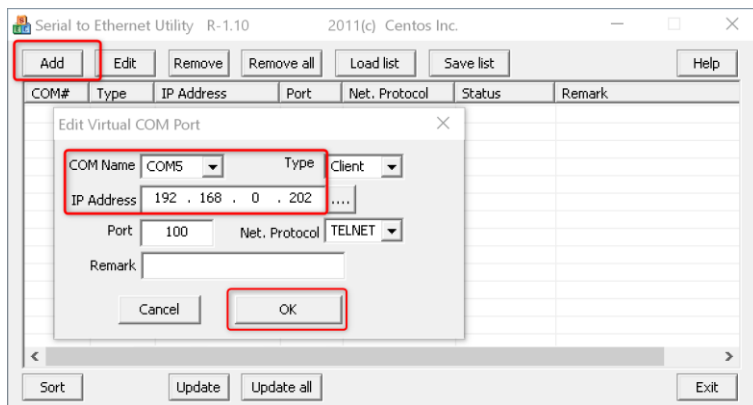 Serial to Ethernet Utility R-1.10 2011(c) Centos Inc.
Add Edit Remove Remove all Load list Save list Help
COM# Type IP Address Port Net. Protocol Status Remark
Edit Virtual COM Port
COM Name COM5 Type Client
IP Address 192 . 168 . 0 . 202 ....
Port 100 Net. Protocol TELNET
Remark
Cancel OK
Sort Update Update all Exit